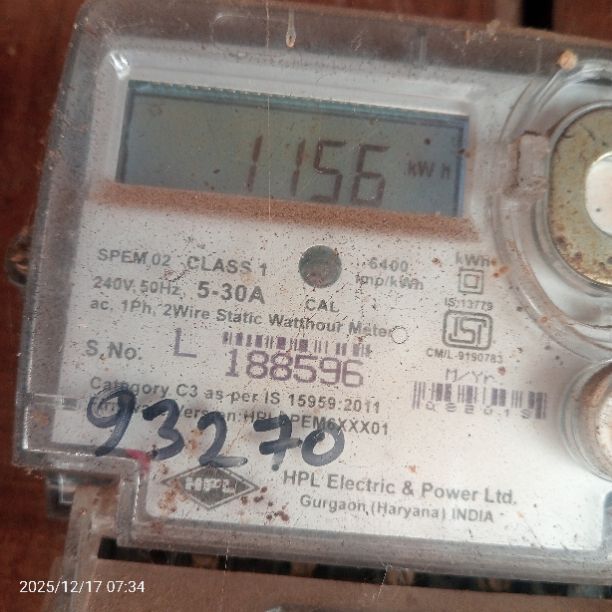 1156 kWh
SPEM 02 CLASS 1
6400
imp/kWh
kWh
240V, 50Hz, 5-30A
CAL
IS:13779
ac, 1Ph, 2Wire Static Watthour Meter
ISI
CM/L-9190783
S.No. L 188596
M/Yr.
Category C3 as per IS 15959:2011
93270
HPL
HPL Electric & Power Ltd.
Gurgaon (Haryana) INDIA
2025/12/17 07:34